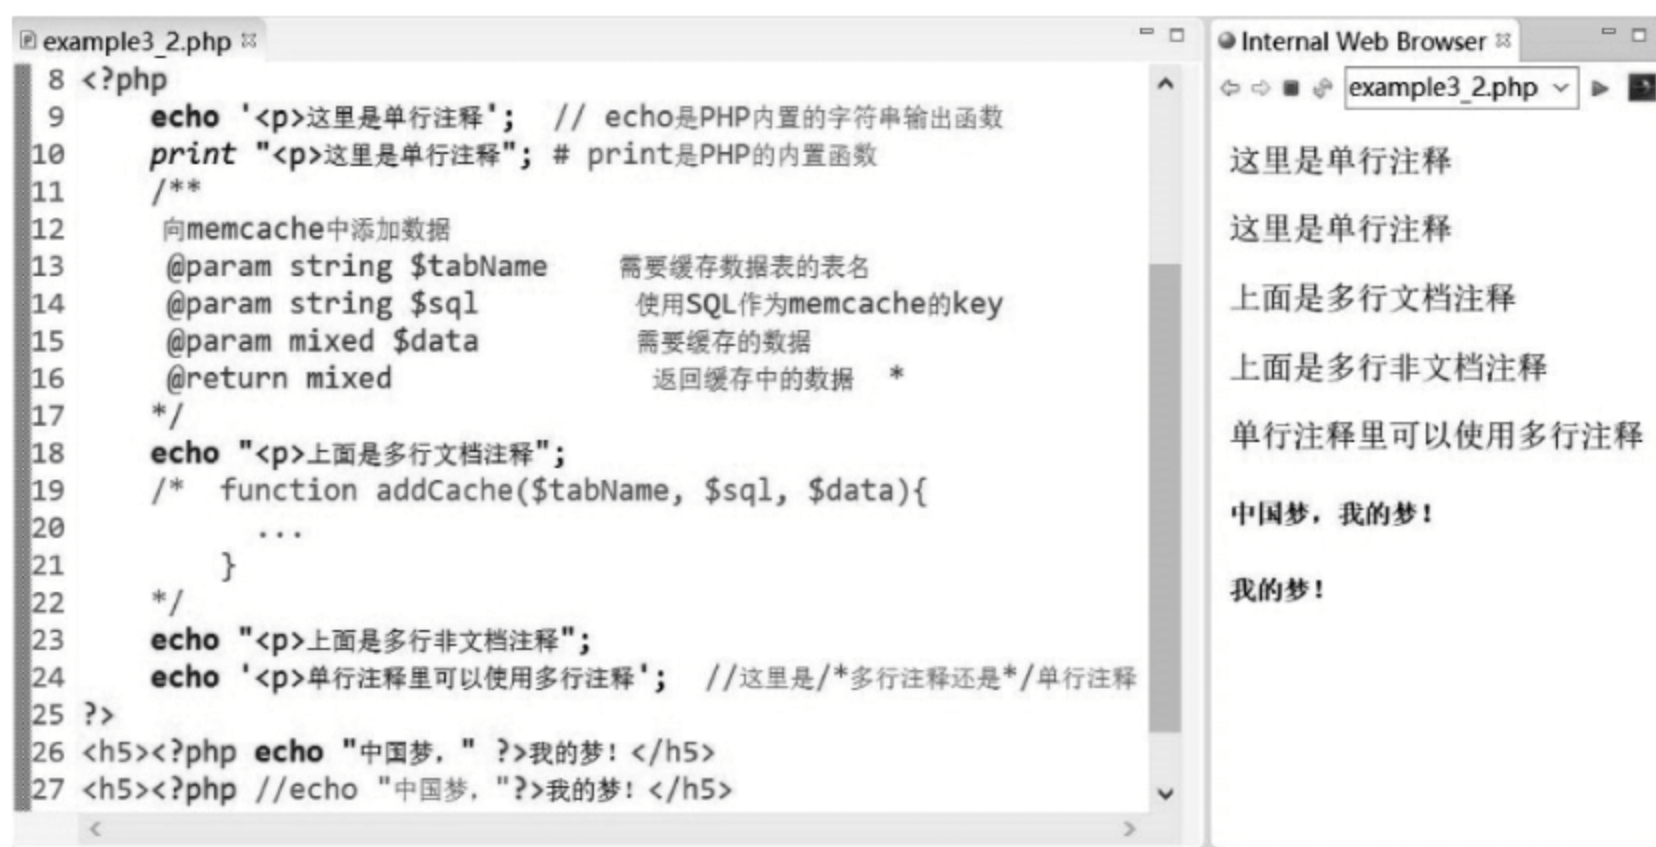 example3_2.php
8 <?php
9 echo '<p>这里是单行注释'; // echo是PHP内置的字符串输出函数
10 print "<p>这里是单行注释"; # print是PHP的内置函数
11 /**
12 向memcache中添加数据
13 @param string $tabName 需要缓存数据表的表名
14 @param string $sql 使用SQL作为memcache的key
15 @param mixed $data 需要缓存的数据
16 @return mixed 返回缓存中的数据 *
17 */
18 echo "<p>上面是多行文档注释";
19 /* function addCache($tabName, $sql, $data){
20 ...
21 }
22 */
23 echo "<p>上面是多行非文档注释";
24 echo '<p>单行注释里可以使用多行注释'; //这里是/*多行注释还是*/单行注释
25 ?>
26 <h5><?php echo "中国梦，" ?>我的梦！</h5>
27 <h5><?php //echo "中国梦，"?>我的梦！</h5>
Internal Web Browser
example3_2.php
这里是单行注释
这里是单行注释
上面是多行文档注释
上面是多行非文档注释
单行注释里可以使用多行注释
中国梦，我的梦！
我的梦！